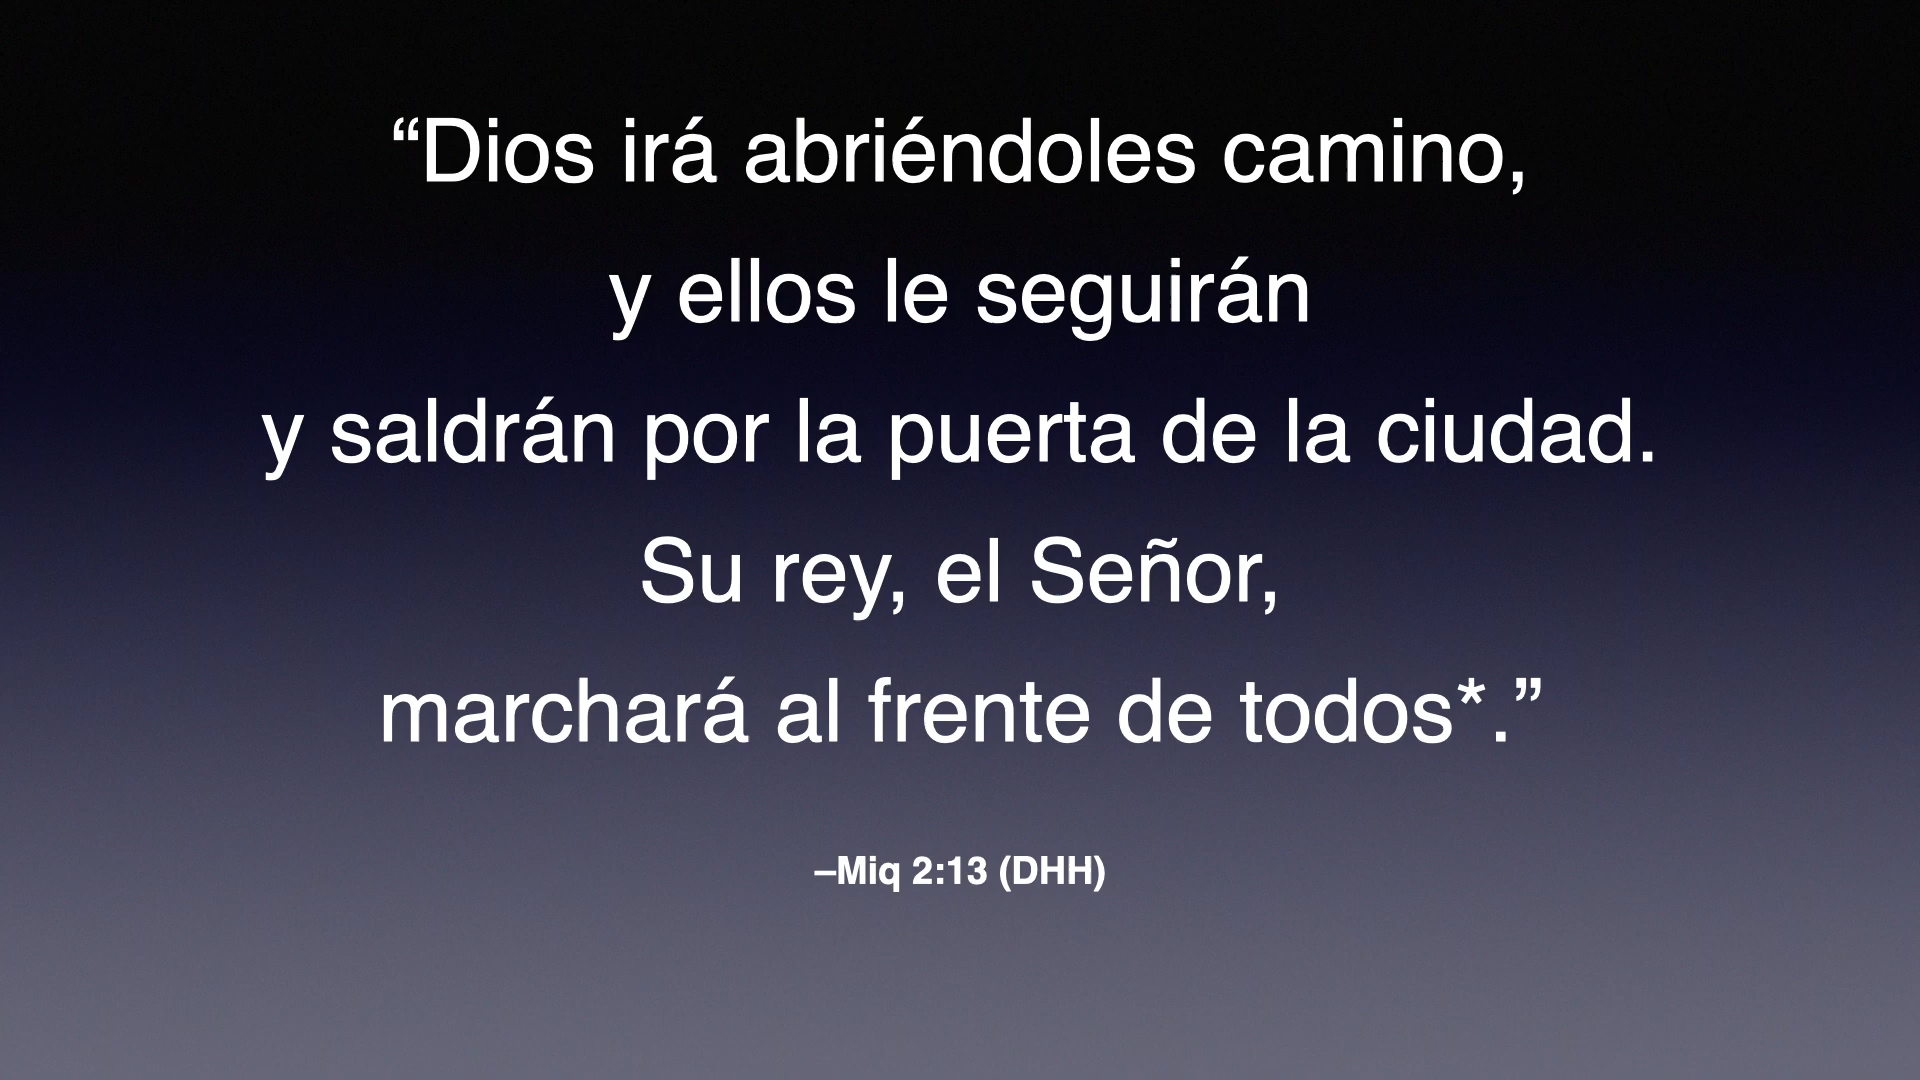 “Dios irá abriéndoles camino,
y ellos le seguirán
y saldrán por la puerta de la ciudad.
Su rey, el Señor,
marchará al frente de todos*.”
–Miq 2:13 (DHH)